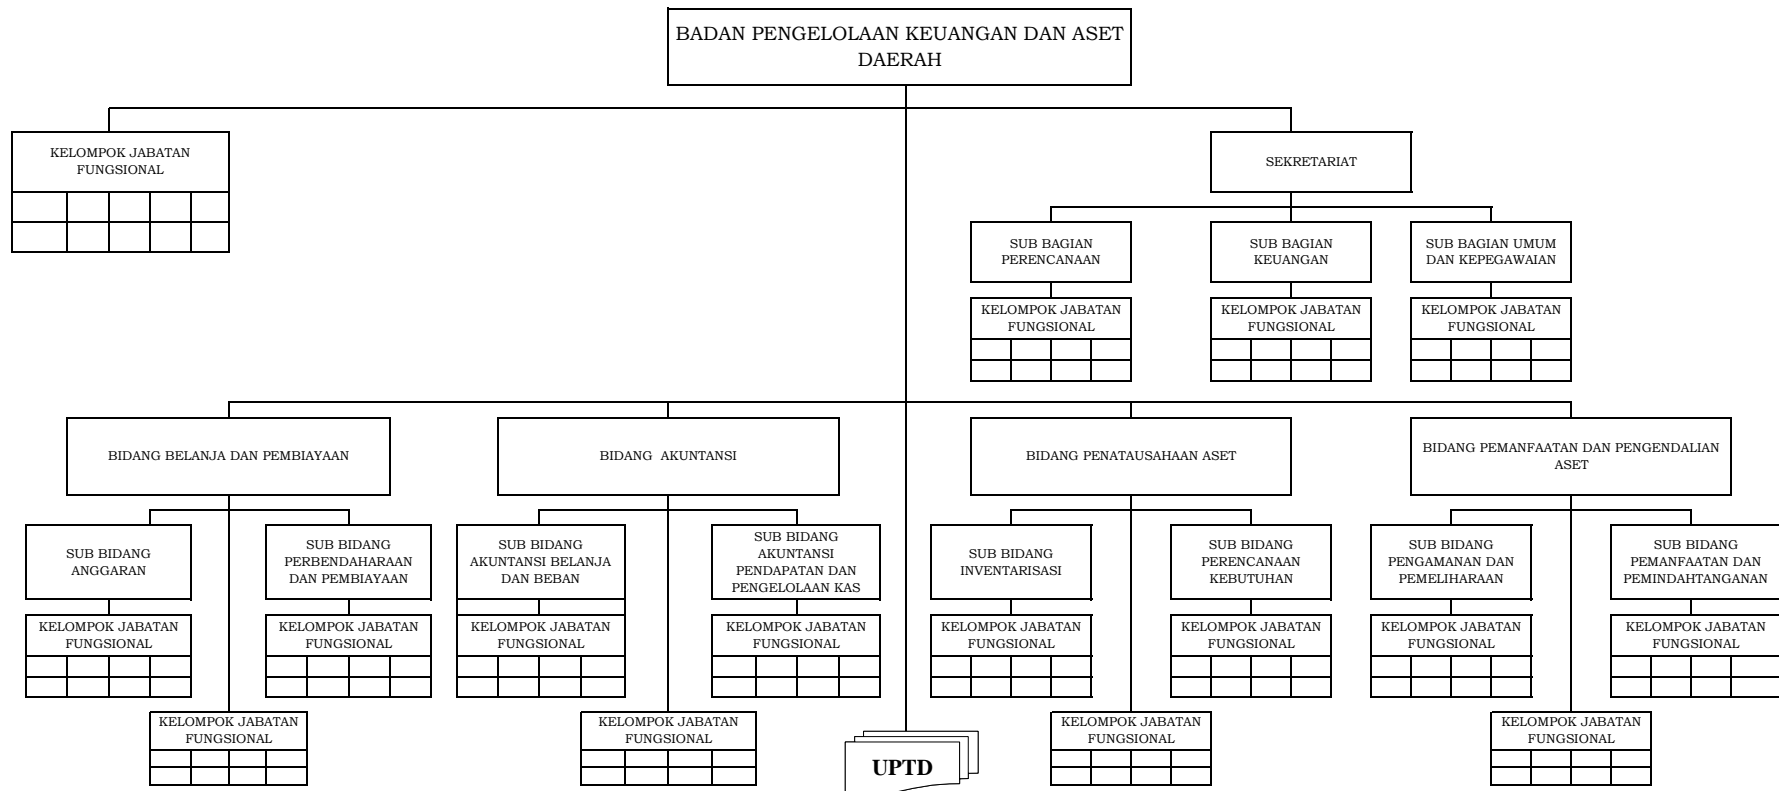 BADAN PENGELOLAAN KEUANGAN DAN ASET
DAERAH
KELOMPOK JABATAN
FUNGSIONAL
SEKRETARIAT
SUB BAGIAN
PERENCANAAN
SUB BAGIAN
KEUANGAN
SUB BAGIAN UMUM
DAN KEPEGAWAIAN
KELOMPOK JABATAN
FUNGSIONAL
KELOMPOK JABATAN
FUNGSIONAL
KELOMPOK JABATAN
FUNGSIONAL
BIDANG BELANJA DAN PEMBIAYAAN
BIDANG AKUNTANSI
BIDANG PENATAUSAHAAN ASET
BIDANG PEMANFAATAN DAN PENGENDALIAN
ASET
SUB BIDANG
ANGGARAN
SUB BIDANG
PERBENDAHARAAN
DAN PEMBIAYAAN
SUB BIDANG
AKUNTANSI BELANJA
DAN BEBAN
SUB BIDANG
AKUNTANSI
PENDAPATAN DAN
PENGELOLAAN KAS
SUB BIDANG
INVENTARISASI
SUB BIDANG
PERENCANAAN
KEBUTUHAN
SUB BIDANG
PENGAMANAN DAN
PEMELIHARAAN
SUB BIDANG
PEMANFAATAN DAN
PEMINDAHTANGANAN
KELOMPOK JABATAN
FUNGSIONAL
KELOMPOK JABATAN
FUNGSIONAL
KELOMPOK JABATAN
FUNGSIONAL
KELOMPOK JABATAN
FUNGSIONAL
KELOMPOK JABATAN
FUNGSIONAL
KELOMPOK JABATAN
FUNGSIONAL
KELOMPOK JABATAN
FUNGSIONAL
KELOMPOK JABATAN
FUNGSIONAL
KELOMPOK JABATAN
FUNGSIONAL
KELOMPOK JABATAN
FUNGSIONAL
UPTD
KELOMPOK JABATAN
FUNGSIONAL
KELOMPOK JABATAN
FUNGSIONAL